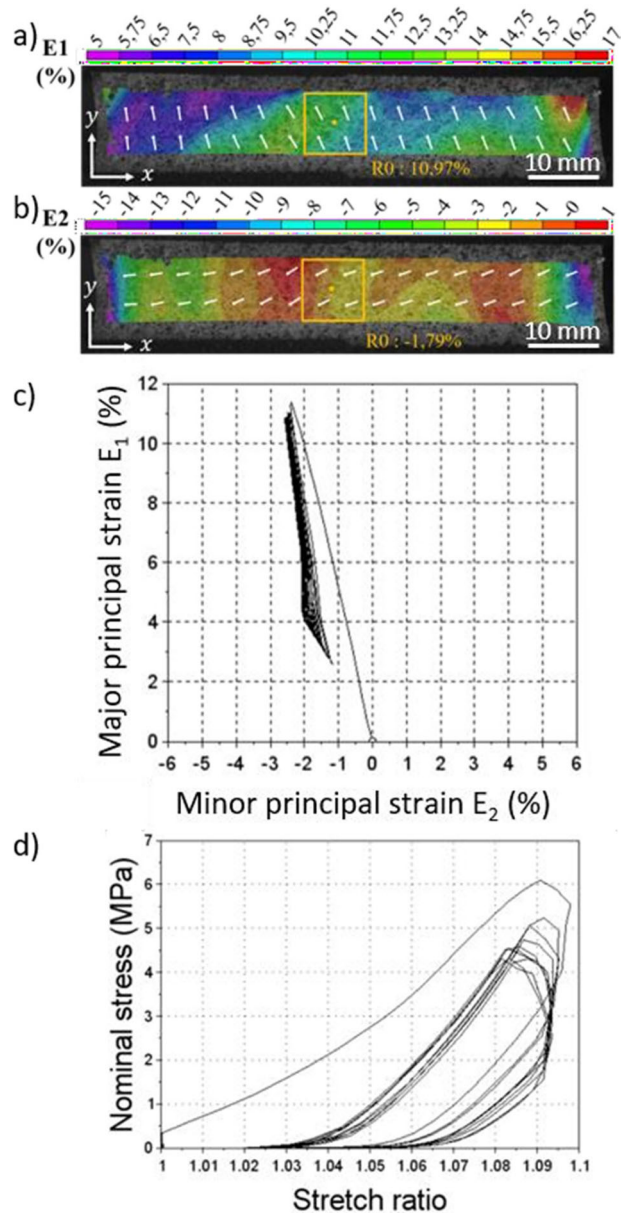 a)
E1
(%)
5 5,75 6,5 7,5 8 8,75 9,5 10,25 11 11,75 12,5 13,25 14 14,75 15,5 16,25 17
y
x
R0 : 10,97%
10 mm
b)
E2
(%)
-15 -14 -13 -12 -11 -10 -9 -8 -7 -6 -5 -4 -3 -2 -1 -0 1
y
x
R0 : -1,79%
10 mm
c)
Major principal strain E₁ (%)
12
10
8
6
4
2
0
-6 -5 -4 -3 -2 -1 0 1 2 3 4 5 6
Minor principal strain E₂ (%)
d)
Nominal stress (MPa)
7
6
5
4
3
2
1
0
1 1.01 1.02 1.03 1.04 1.05 1.06 1.07 1.08 1.09 1.1
Stretch ratio